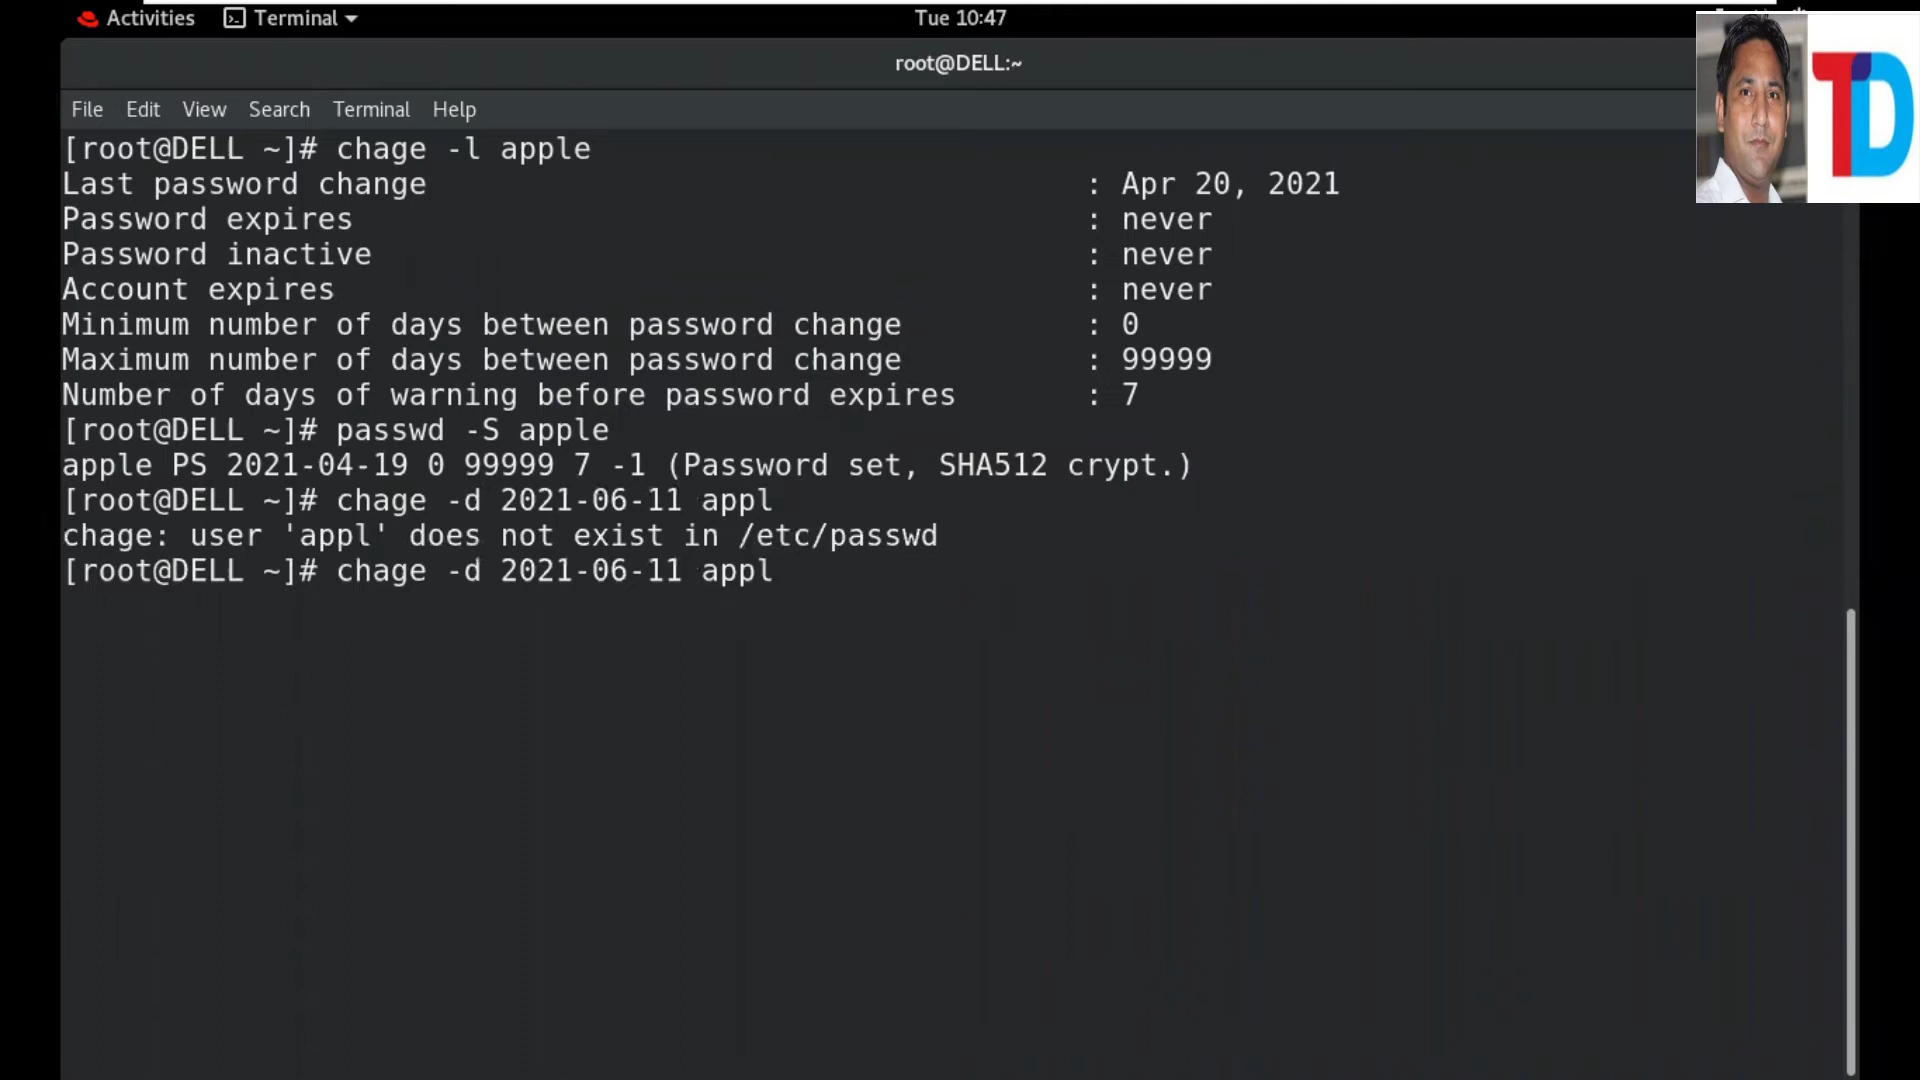 Activities Terminal Tue 10:47
root@DELL:~
File Edit View Search Terminal Help
TD
[root@DELL ~]# chage -l apple
Last password change : Apr 20, 2021
Password expires : never
Password inactive : never
Account expires : never
Minimum number of days between password change : 0
Maximum number of days between password change : 99999
Number of days of warning before password expires : 7
[root@DELL ~]# passwd -S apple
apple PS 2021-04-19 0 99999 7 -1 (Password set, SHA512 crypt.)
[root@DELL ~]# chage -d 2021-06-11 appl
chage: user 'appl' does not exist in /etc/passwd
[root@DELL ~]# chage -d 2021-06-11 appl